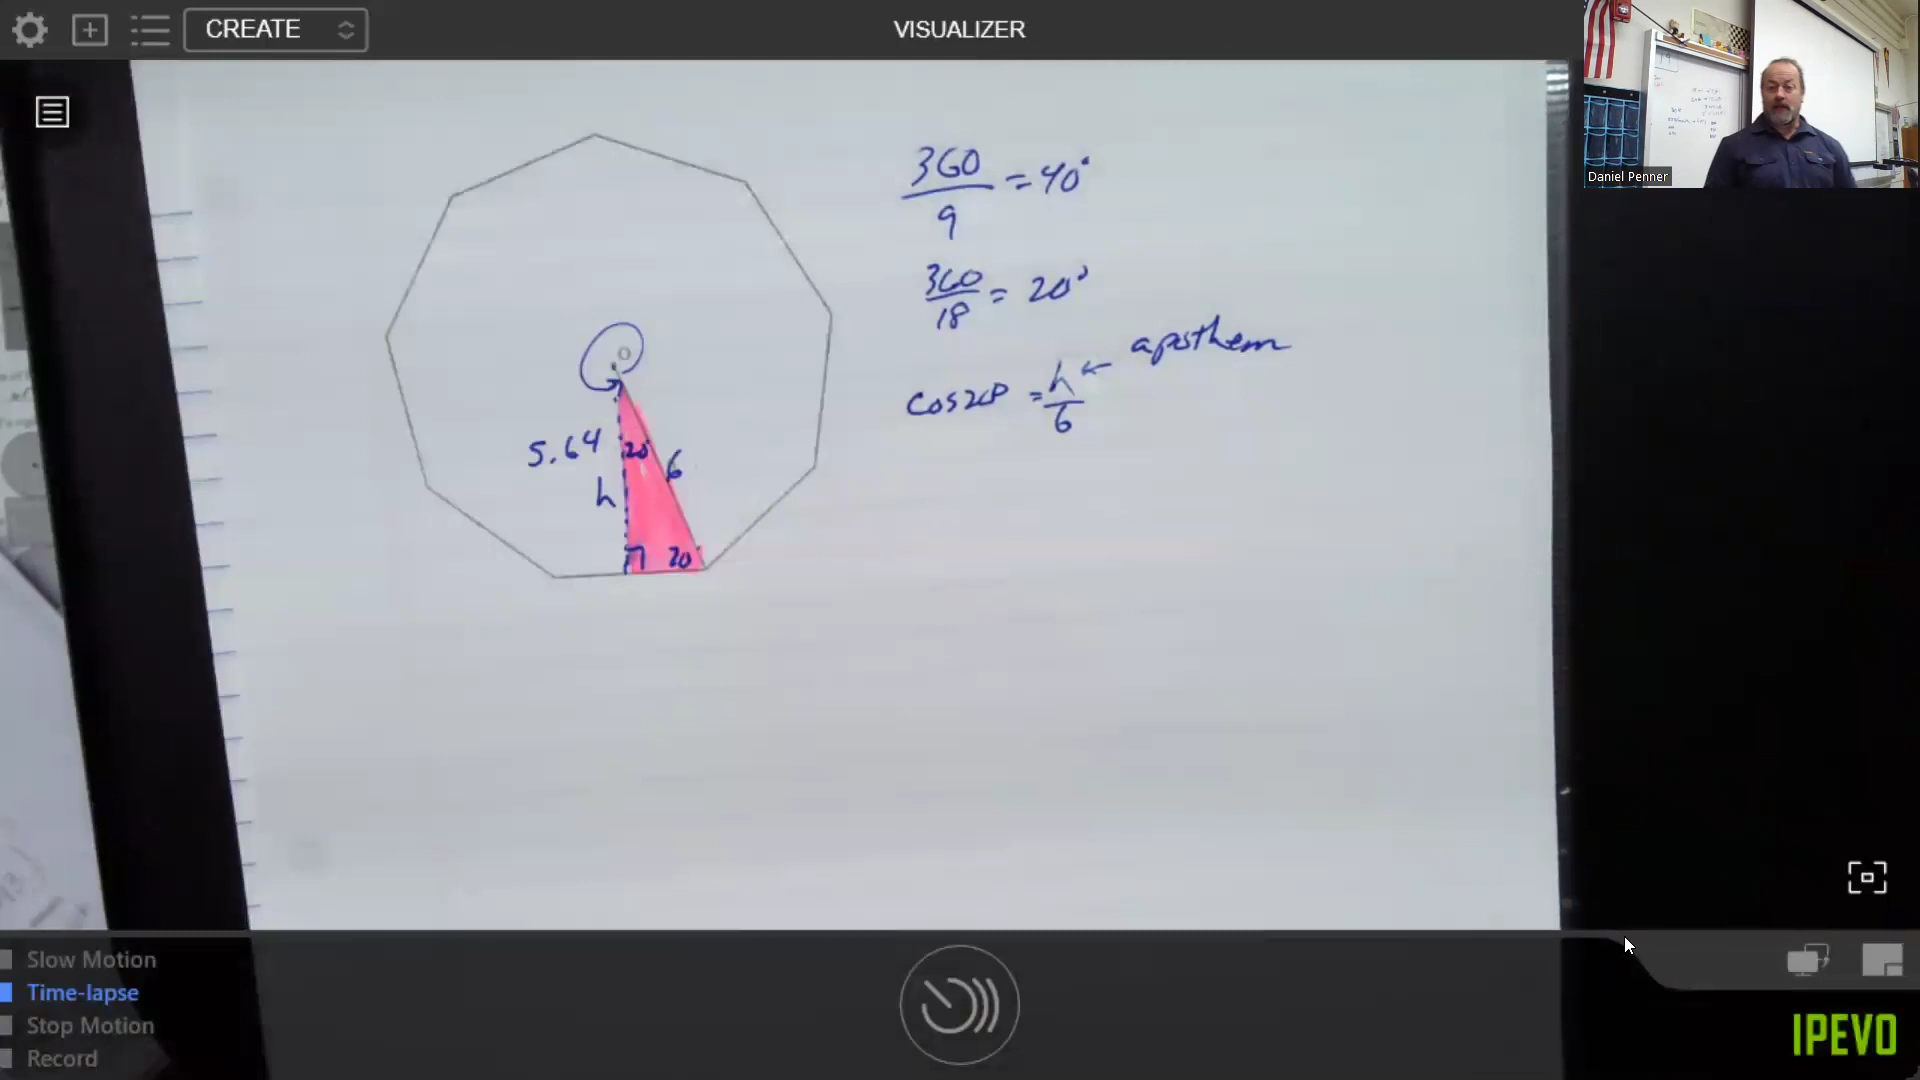 CREATE
VISUALIZER
Daniel Penner
360
9
= 40°
360
18
= 20°
cos 20° = h
6
← apothem
O
5.64
20
6
h
70
Slow Motion
Time-lapse
Stop Motion
Record
IPEVO